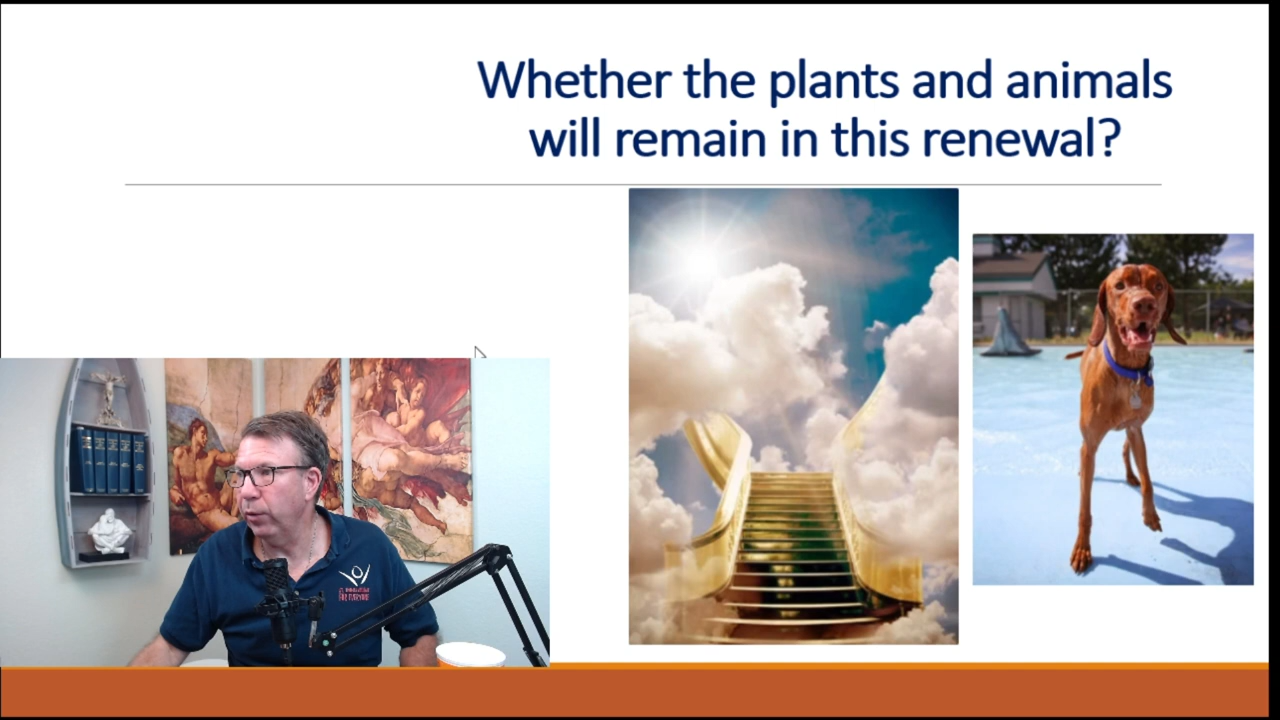 Whether the plants and animals
will remain in this renewal?